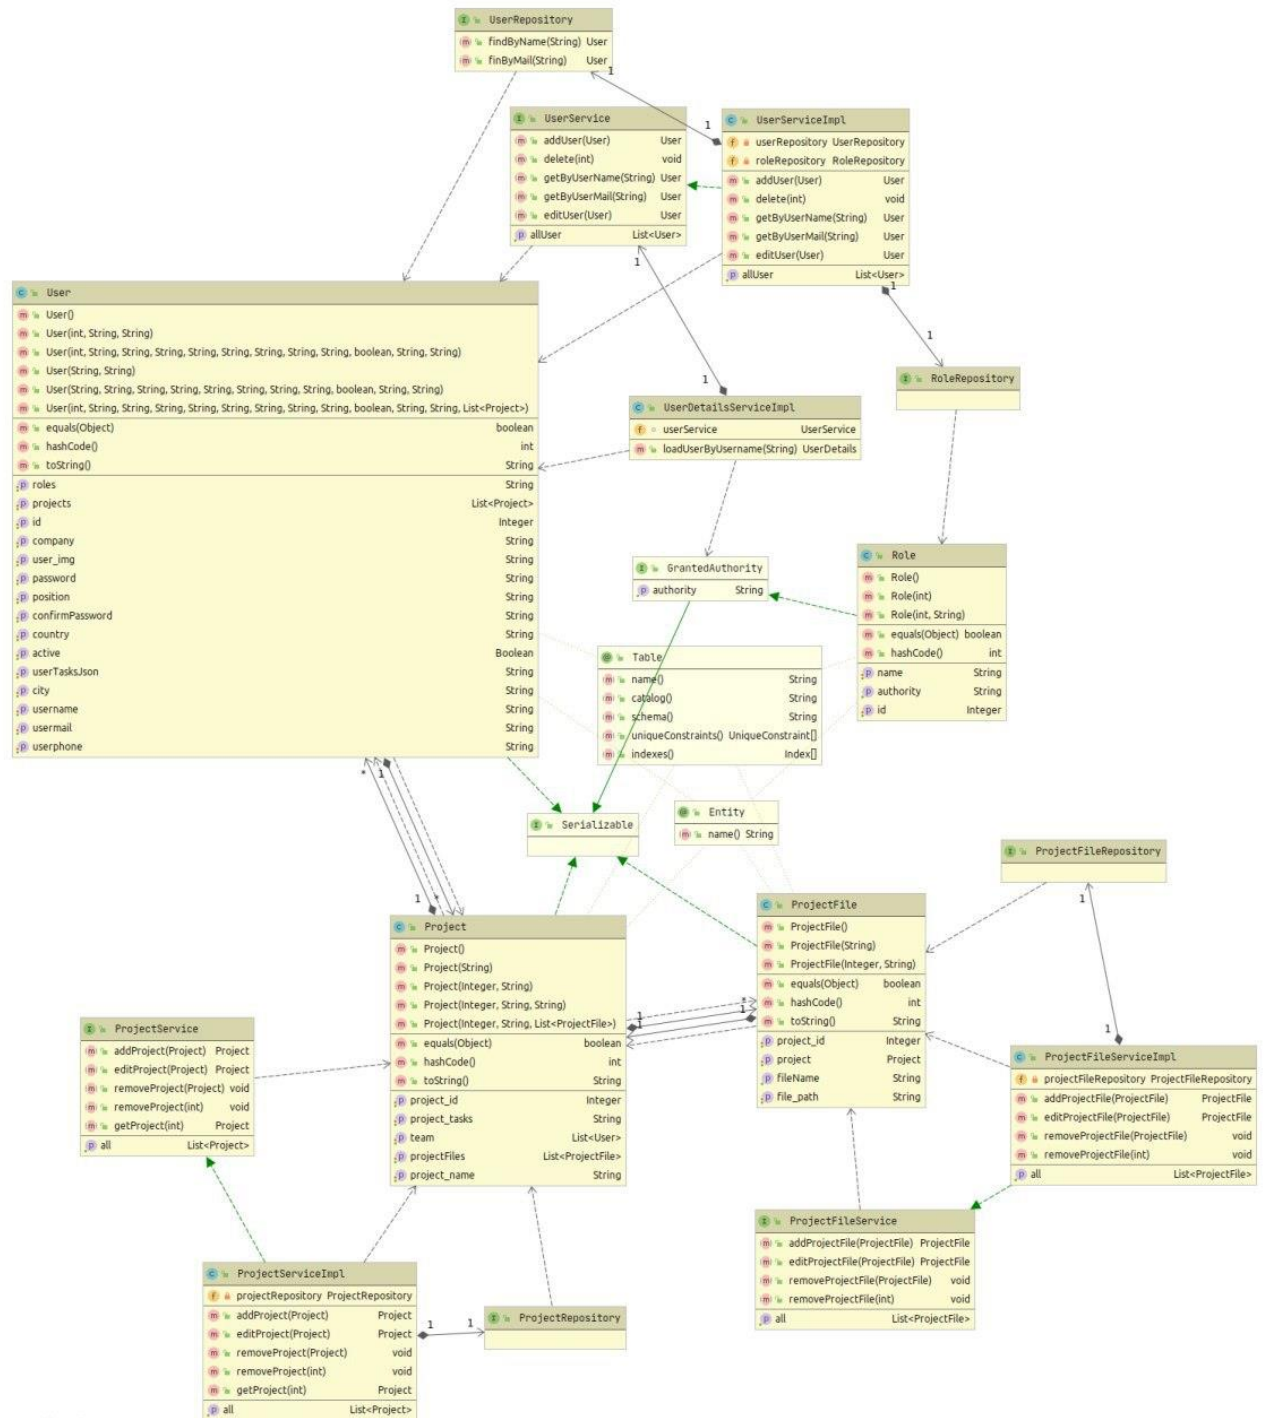 UserRepository
findByName(String) User
finByMail(String) User
1
1
UserService
addUser(User) User
delete(int) void
getByUserName(String) User
getByUserMail(String) User
editUser(User) User
allUser List<User>
UserServiceImpl
userRepository UserRepository
roleRepository RoleRepository
addUser(User) User
delete(int) void
getByUserName(String) User
getByUserMail(String) User
editUser(User) User
allUser List<User>
1
1
1
1
User
User()
User(int, String, String)
User(int, String, String, String, String, String, String, String, String, boolean, String, String)
User(String, String)
User(String, String, String, String, String, String, String, String, boolean, String, String)
User(int, String, String, String, String, String, String, String, String, boolean, String, String, List<Project>)
equals(Object) boolean
hashCode() int
toString() String
roles String
projects List<Project>
id Integer
company String
user_img String
password String
position String
confirmPassword String
country String
active Boolean
userTasksJson String
city String
username String
usermail String
userphone String
RoleRepository
UserDetailsServiceImpl
userService UserService
loadUserByUsername(String) UserDetails
GrantedAuthority
authority String
Role
Role()
Role(int)
Role(int, String)
equals(Object) boolean
hashCode() int
name String
authority String
id Integer
Table
name() String
catalog() String
schema() String
uniqueConstraints() UniqueConstraint[]
indexes() Index[]
* 1
Entity
name() String
Serializable
1 *
ProjectFileRepository
1
1
Project
Project()
Project(String)
Project(Integer, String)
Project(Integer, String, String)
Project(Integer, String, List<ProjectFile>)
equals(Object) boolean
hashCode() int
toString() String
project_id Integer
project_tasks String
team List<User>
projectFiles List<ProjectFile>
project_name String
1 *
1 1
ProjectFile
ProjectFile()
ProjectFile(String)
ProjectFile(Integer, String)
equals(Object) boolean
hashCode() int
toString() String
project_id Integer
project Project
fileName String
file_path String
ProjectService
addProject(Project) Project
editProject(Project) Project
removeProject(Project) void
removeProject(int) void
getProject(int) Project
all List<Project>
ProjectFileServiceImpl
projectFileRepository ProjectFileRepository
addProjectFile(ProjectFile) ProjectFile
editProjectFile(ProjectFile) ProjectFile
removeProjectFile(ProjectFile) void
removeProjectFile(int) void
all List<ProjectFile>
ProjectFileService
addProjectFile(ProjectFile) ProjectFile
editProjectFile(ProjectFile) ProjectFile
removeProjectFile(ProjectFile) void
removeProjectFile(int) void
all List<ProjectFile>
ProjectServiceImpl
projectRepository ProjectRepository
addProject(Project) Project
editProject(Project) Project
removeProject(Project) void
removeProject(int) void
getProject(int) Project
all List<Project>
1 1
ProjectRepository